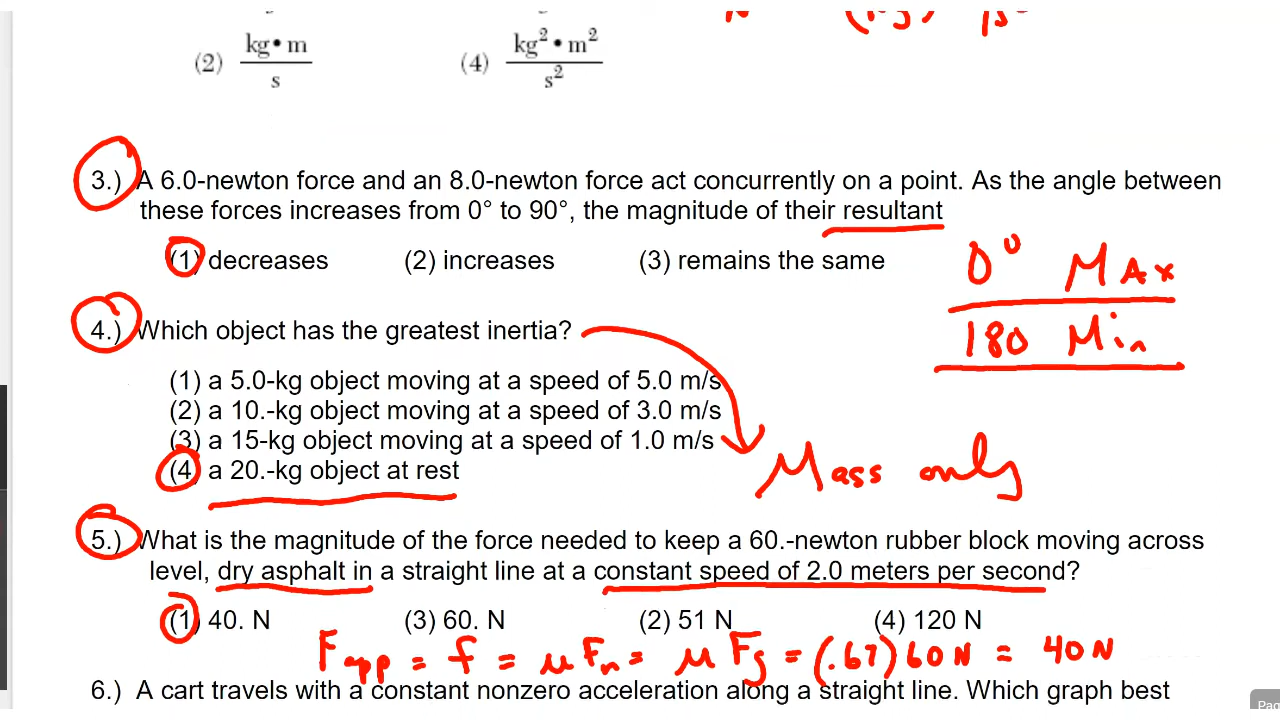 (2) kg•m / s (4) kg²•m² / s²
3.) A 6.0-newton force and an 8.0-newton force act concurrently on a point. As the angle between
these forces increases from 0° to 90°, the magnitude of their resultant
(1) decreases (2) increases (3) remains the same
0° MAx
180 Min
4.) Which object has the greatest inertia?
(1) a 5.0-kg object moving at a speed of 5.0 m/s
(2) a 10.-kg object moving at a speed of 3.0 m/s
(3) a 15-kg object moving at a speed of 1.0 m/s
(4) a 20.-kg object at rest
Mass only
5.) What is the magnitude of the force needed to keep a 60.-newton rubber block moving across
level, dry asphalt in a straight line at a constant speed of 2.0 meters per second?
(1) 40. N (3) 60. N (2) 51 N (4) 120 N
Fapp = f = μFn = μFg = (.67)60N = 40N
6.) A cart travels with a constant nonzero acceleration along a straight line. Which graph best